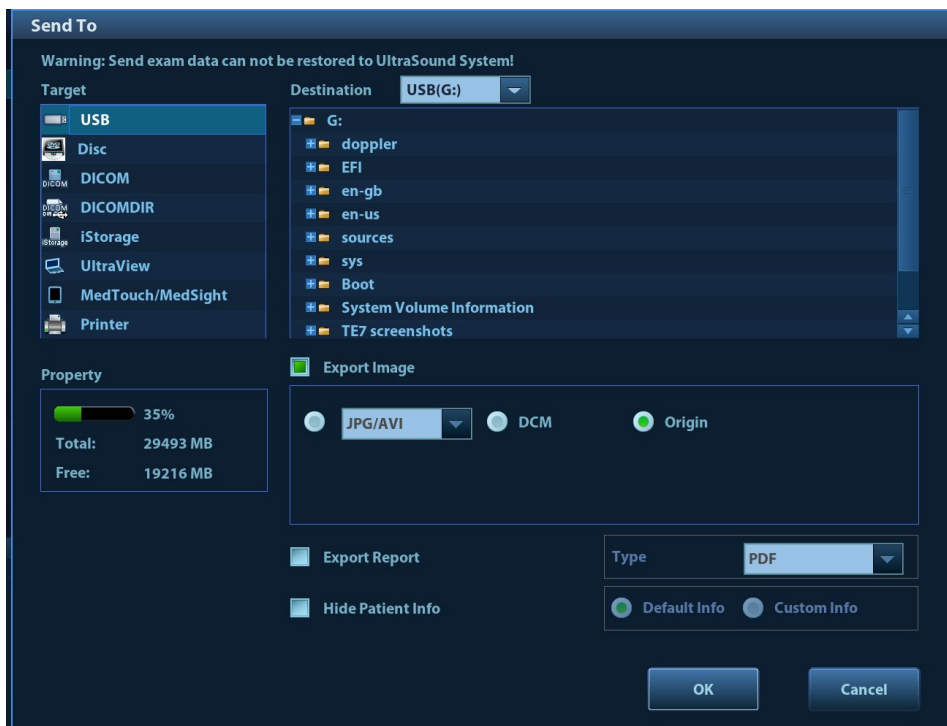 Send To
Warning: Send exam data can not be restored to UltraSound System!
Target
USB
Disc
DICOM
DICOM
DICOMDIR
iStorage
iStorage
UltraView
MedTouch/MedSight
Printer
Destination
USB(G:)
G:
doppler
EFI
en-gb
en-us
sources
sys
Boot
System Volume Information
TE7 screenshots
Property
35%
Total: 29493 MB
Free: 19216 MB
Export Image
JPG/AVI DCM Origin
Export Report
Type PDF
Hide Patient Info
Default Info Custom Info
OK Cancel